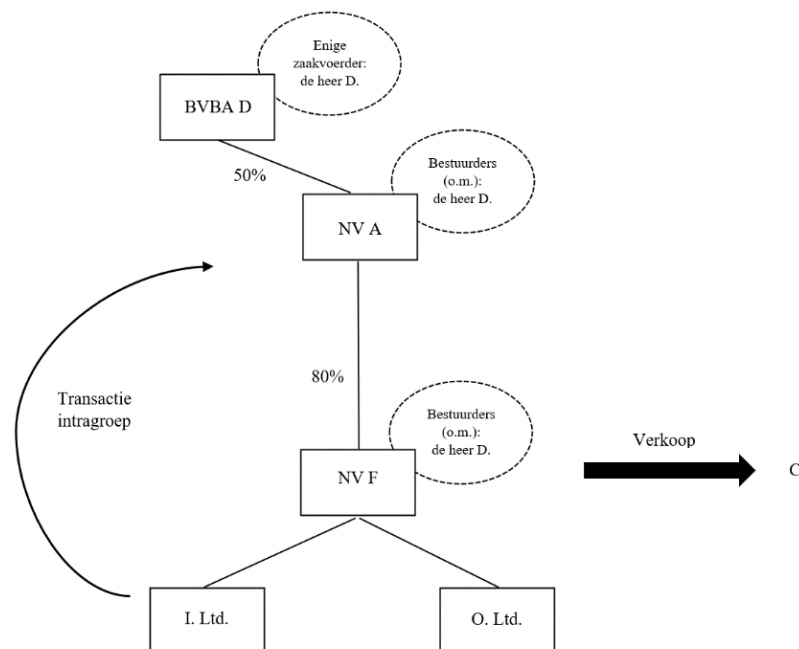 Enige
zaakvoerder:
de heer D.
BVBA D
50%
Bestuurders
(o.m.):
de heer D.
NV A
80%
Transactie
intragroep
Bestuurders
(o.m.):
de heer D.
NV F
Verkoop
C
I. Ltd.
O. Ltd.